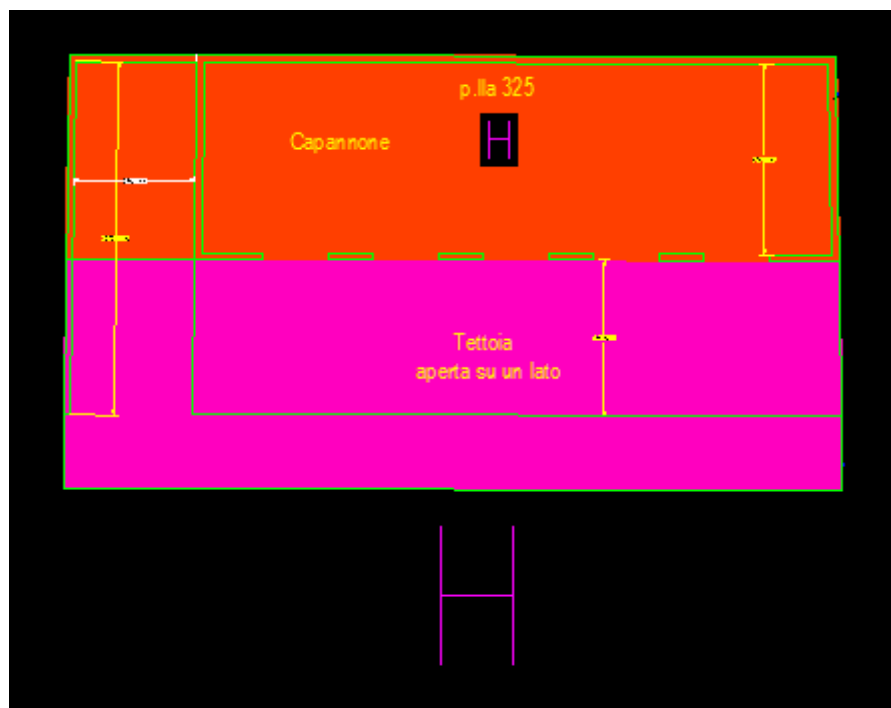 p.lla 325
Capannone
H
Tettoia
aperta su un lato
H